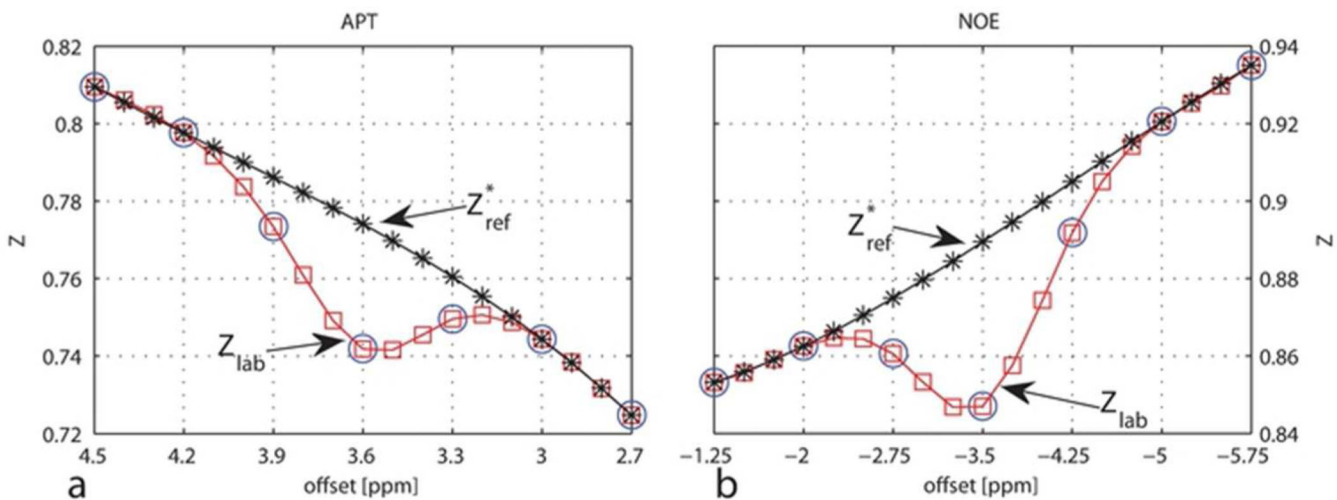 APT
NOE
0.82
0.8
0.78
0.76
0.74
0.72
Z
Z*ref
Zlab
4.5 4.2 3.9 3.6 3.3 3 2.7
offset [ppm]
a
0.94
0.92
0.9
0.88
0.86
0.84
Z
Z*ref
Zlab
−1.25 −2 −2.75 −3.5 −4.25 −5 −5.75
offset [ppm]
b